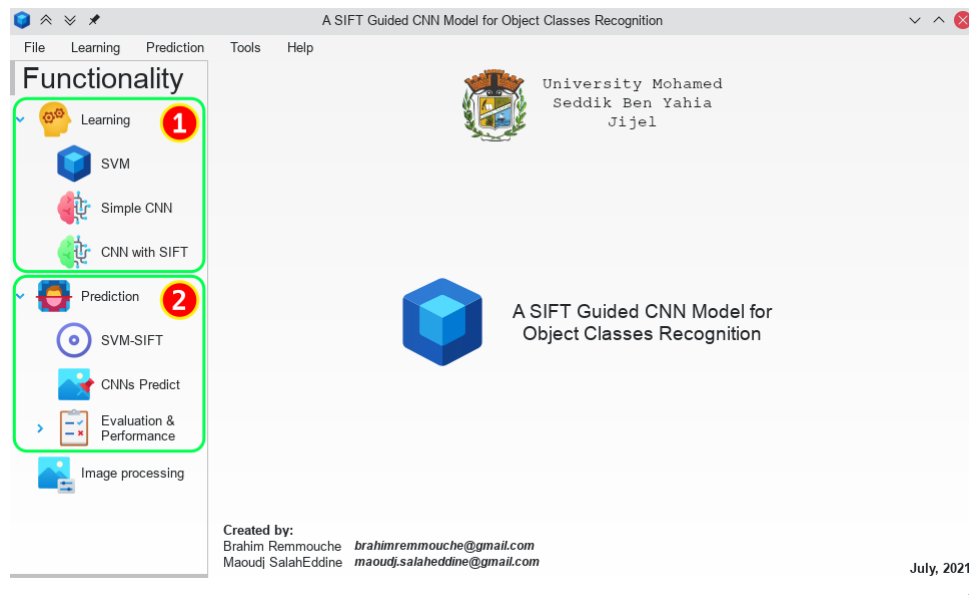 A SIFT Guided CNN Model for Object Classes Recognition
File Learning Prediction Tools Help
Functionality
Learning
1
SVM
Simple CNN
CNN with SIFT
Prediction
2
SVM-SIFT
CNNs Predict
Evaluation &
Performance
Image processing
University Mohamed
Seddik Ben Yahia
Jijel
A SIFT Guided CNN Model for
Object Classes Recognition
Created by:
Brahim Remmouche brahimremmouche@gmail.com
Maoudj SalahEddine maoudj.salaheddine@gmail.com
July, 2021